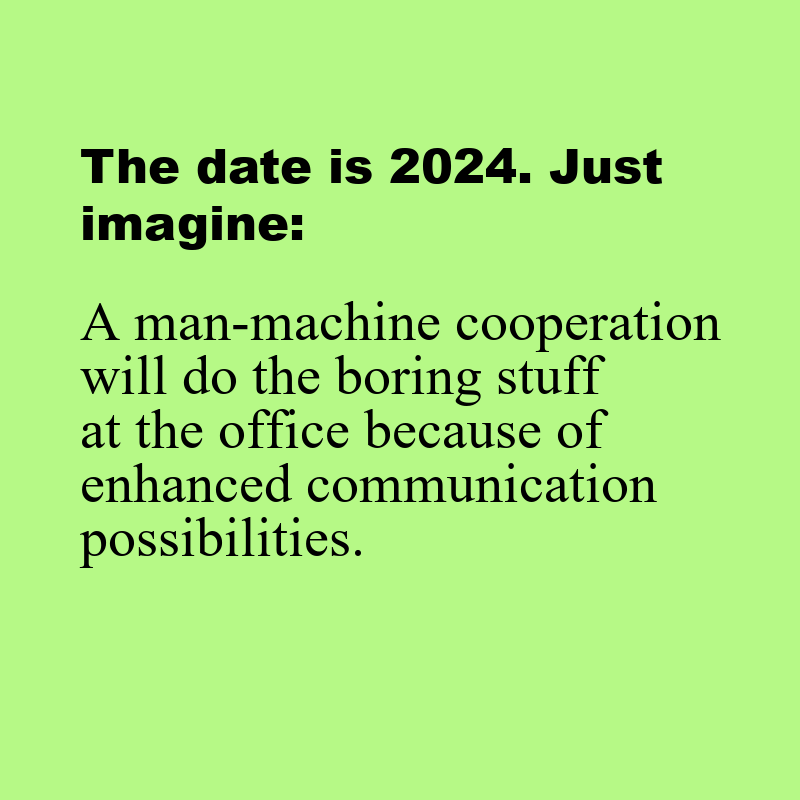 The date is 2024. Just
imagine:
A man-machine cooperation
will do the boring stuff
at the office because of
enhanced communication
possibilities.